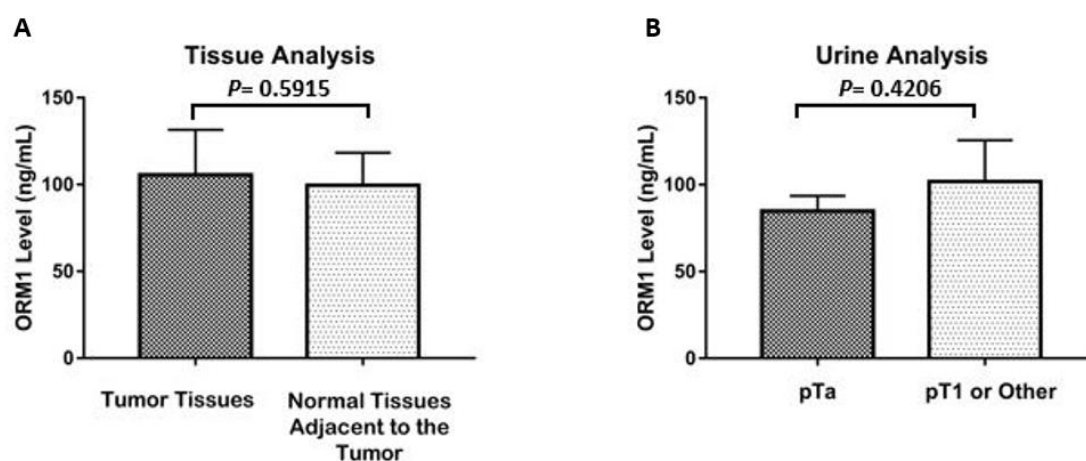 A
Tissue Analysis
P= 0.5915
150
100
50
0
ORM1 Level (ng/mL)
Tumor Tissues
Normal Tissues
Adjacent to the
Tumor
B
Urine Analysis
P= 0.4206
150
100
50
0
ORM1 Level (ng/mL)
pTa
pT1 or Other